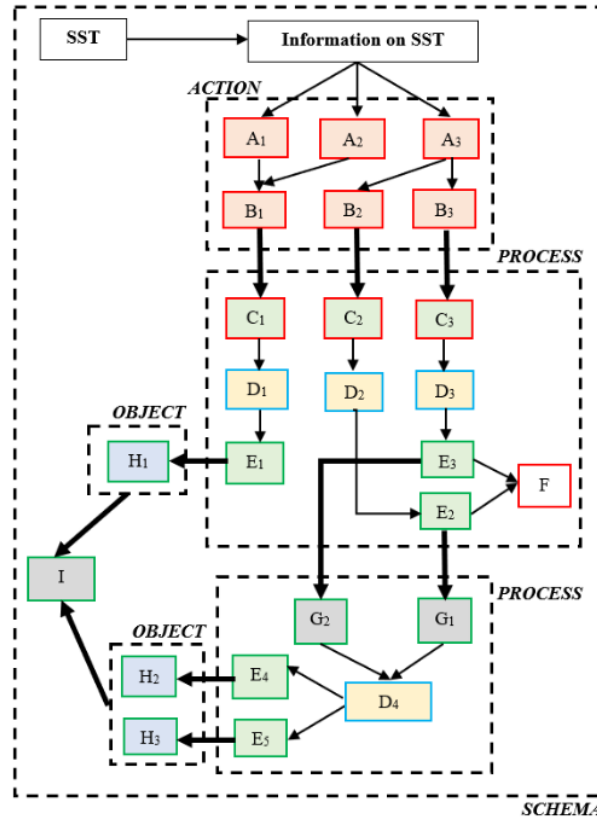 SST
Information on SST
ACTION
A1
A2
A3
B1
B2
B3
PROCESS
C1
C2
C3
D1
D2
D3
OBJECT
H1
E1
E3
F
E2
I
PROCESS
G2
G1
OBJECT
H2
E4
D4
H3
E5
SCHEMA